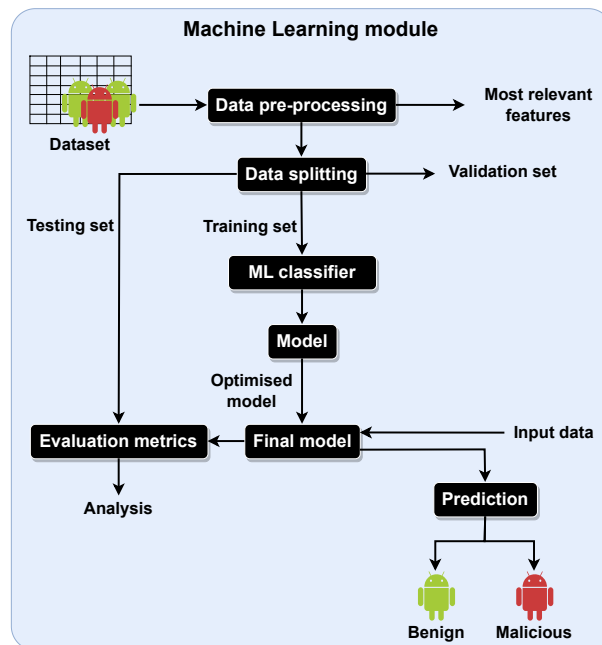 Machine Learning module
Data pre-processing
Most relevant
features
Dataset
Data splitting
Validation set
Testing set
Training set
ML classifier
Model
Optimised
model
Evaluation metrics
Final model
Input data
Analysis
Prediction
Benign
Malicious